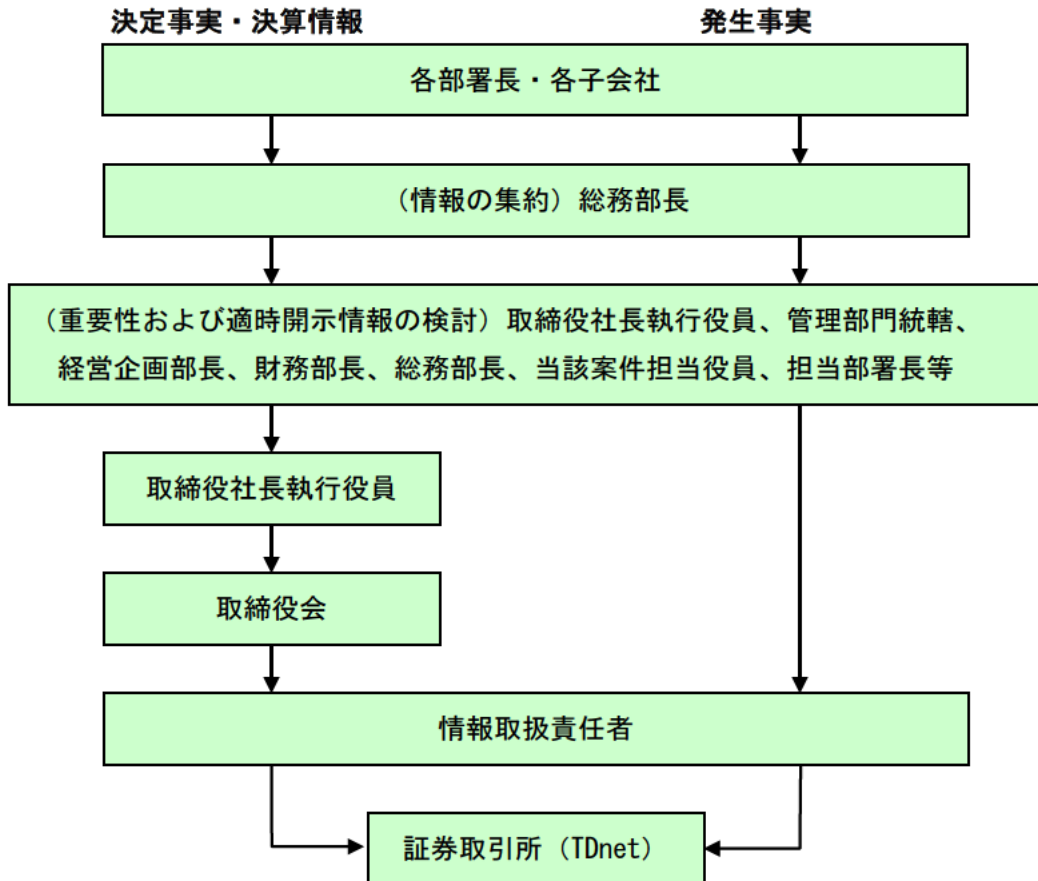 決定事実・決算情報
発生事実
各部署長・各子会社
（情報の集約）総務部長
（重要性および適時開示情報の検討）取締役社長執行役員、管理部門統轄、
経営企画部長、財務部長、総務部長、当該案件担当役員、担当部署長等
取締役社長執行役員
取締役会
情報取扱責任者
証券取引所（TDnet）